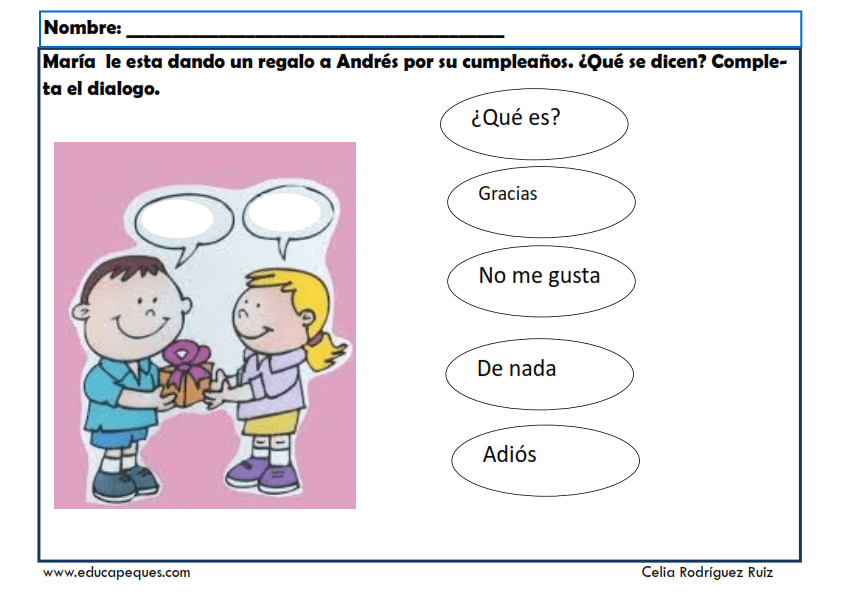 Nombre: ___________________________________________
María  le esta dando un regalo a Andrés por su cumpleaños. ¿Qué se dicen? Comple-
ta el dialogo.
¿Qué es?
Gracias
No me gusta
De nada
Adiós
www.educapeques.com
Celia Rodríguez Ruiz